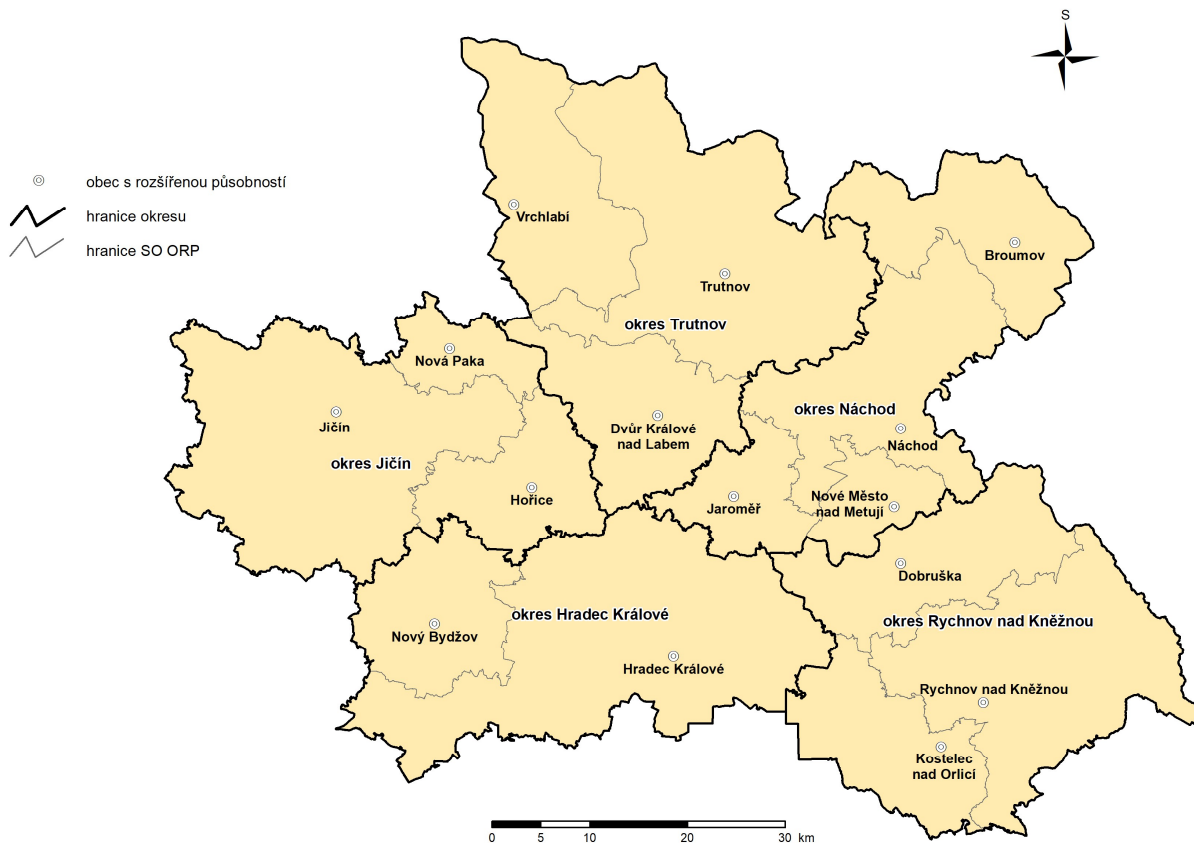 S
obec s rozšířenou působností
hranice okresu
hranice SO ORP
Vrchlabí
Broumov
Trutnov
okres Trutnov
Nová Paka
Jičín
okres Jičín
Dvůr Králové
nad Labem
okres Náchod
Náchod
Hořice
Jaroměř
Nové Město
nad Metují
Dobruška
okres Hradec Králové
okres Rychnov nad Kněžnou
Nový Bydžov
Hradec Králové
Rychnov nad Kněžnou
Kostelec
nad Orlicí
0 5 10 20 30 km